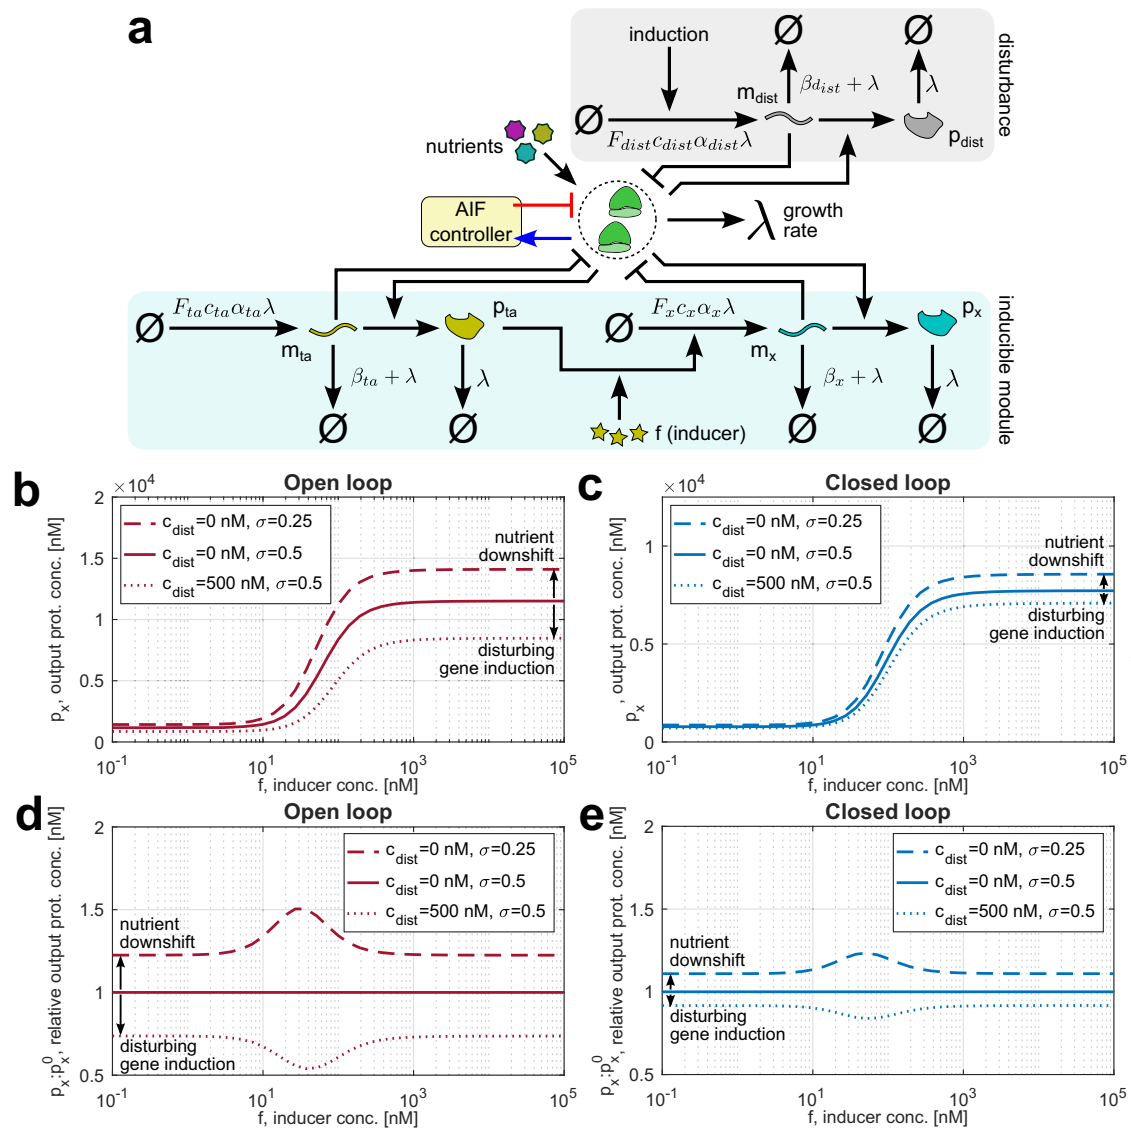 a
induction
Ø
Ø
disturbance
β_dist + λ
λ
m_dist
Ø
F_dist c_dist α_dist λ
p_dist
nutrients
AIF
controller
λ
growth
rate
F_ta c_ta α_ta λ
p_ta
F_x c_x α_x λ
p_x
Ø
m_ta
Ø
m_x
β_ta + λ
λ
β_x + λ
λ
Ø
Ø
f (inducer)
Ø
Ø
inducible module
b
Open loop
×10^4
p_x, output prot. conc. [nM]
2
1.5
1
0.5
0
c_dist=0 nM, σ=0.25
c_dist=0 nM, σ=0.5
c_dist=500 nM, σ=0.5
nutrient
downshift
disturbing
gene induction
10^-1
10^1
10^3
10^5
f, inducer conc. [nM]
c
Closed loop
×10^4
p_x, output prot. conc. [nM]
1
0.5
0
c_dist=0 nM, σ=0.25
c_dist=0 nM, σ=0.5
c_dist=500 nM, σ=0.5
nutrient
downshift
disturbing
gene induction
10^-1
10^1
10^3
10^5
f, inducer conc. [nM]
d
Open loop
p_x:p_x^0, relative output prot. conc. [nM]
2
1.5
1
0.5
c_dist=0 nM, σ=0.25
c_dist=0 nM, σ=0.5
c_dist=500 nM, σ=0.5
nutrient
downshift
disturbing
gene induction
10^-1
10^1
10^3
10^5
f, inducer conc. [nM]
e
Closed loop
p_x:p_x^0, relative output prot. conc. [nM]
2
1.5
1
0.5
c_dist=0 nM, σ=0.25
c_dist=0 nM, σ=0.5
c_dist=500 nM, σ=0.5
nutrient
downshift
disturbing
gene induction
10^-1
10^1
10^3
10^5
f, inducer conc. [nM]